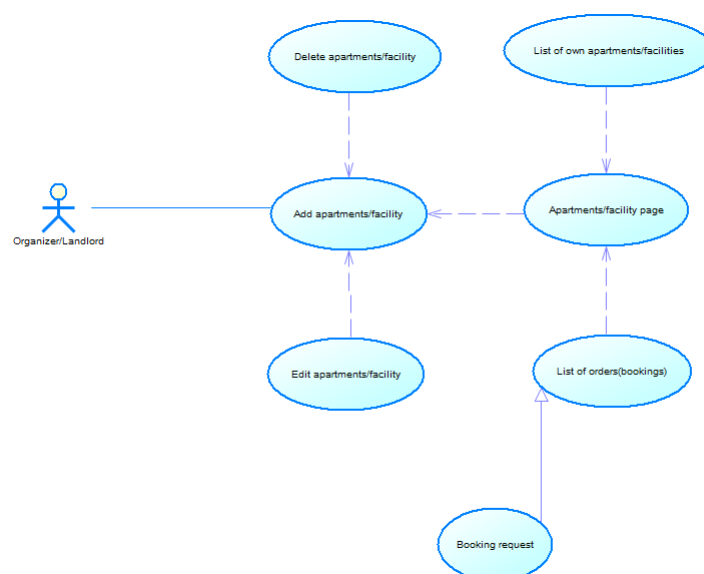 Delete apartments/facility
List of own apartments/facilities
Organizer/Landlord
Add apartments/facility
Apartments/facility page
Edit apartments/facility
List of orders(bookings)
Booking request